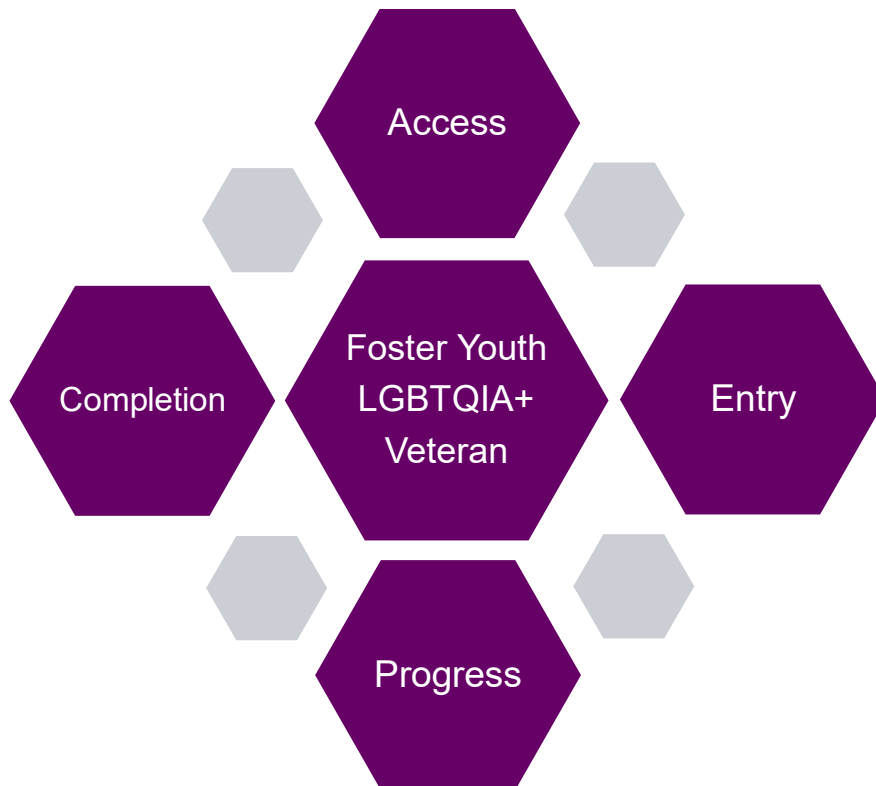 Access
Foster Youth
LGBTQIA+
Veteran
Completion
Entry
Progress